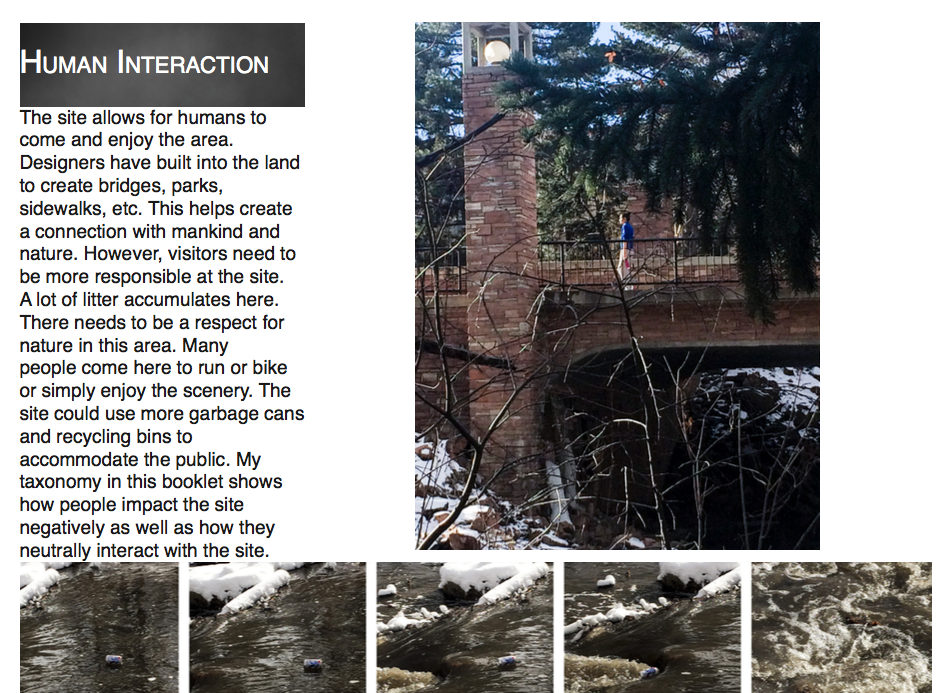 Human Interaction
The site allows for humans to
come and enjoy the area.
Designers have built into the land
to create bridges, parks,
sidewalks, etc. This helps create
a connection with mankind and
nature. However, visitors need to
be more responsible at the site.
A lot of litter accumulates here.
There needs to be a respect for
nature in this area. Many
people come here to run or bike
or simply enjoy the scenery. The
site could use more garbage cans
and recycling bins to
accommodate the public. My
taxonomy in this booklet shows
how people impact the site
negatively as well as how they
neutrally interact with the site.